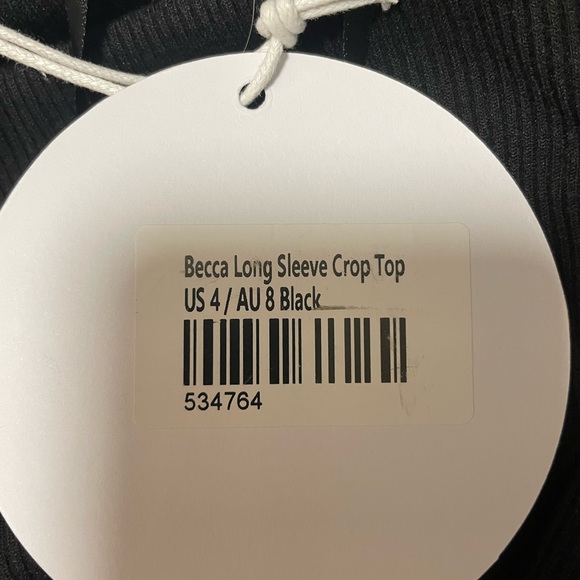 Becca Long Sleeve Crop Top
US 4 / AU 8 Black
534764